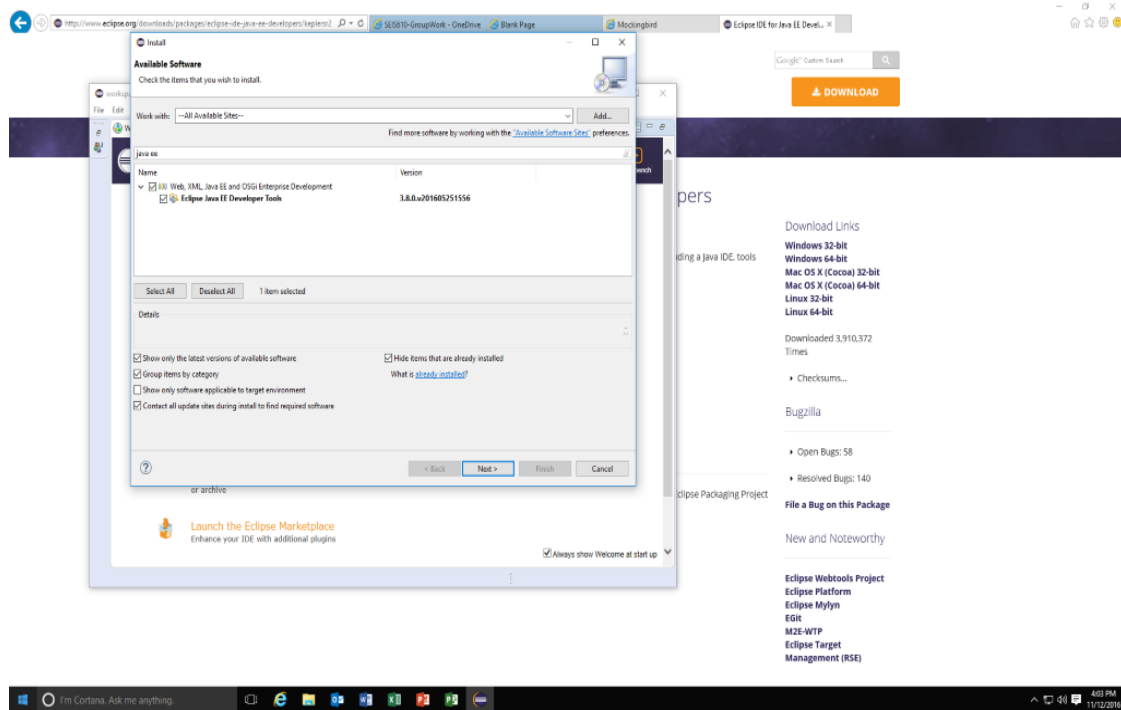 http://www.eclipse.org/downloads/packages/eclipse-ide-java-ee-developers/keplersr2
SEIS610-GroupWork - OneDrive
Blank Page
Mockingbird
Eclipse IDE for Java EE Devel...
Google Custom Search
DOWNLOAD
Install
Available Software
Check the items that you wish to install.
File Edit
Work with: --All Available Sites--
Add...
Find more software by working with the "Available Software Sites" preferences.
java ee
Name Version
Web, XML, Java EE and OSGi Enterprise Development
Eclipse Java EE Developer Tools 3.8.0.v201605251556
Select All Deselect All 1 item selected
Details
Show only the latest versions of available software
Hide items that are already installed
Group items by category
What is already installed?
Show only software applicable to target environment
Contact all update sites during install to find required software
< Back Next > Finish Cancel
or archive
Launch the Eclipse Marketplace
Enhance your IDE with additional plugins
Always show Welcome at start up
pers
ding a Java IDE, tools
clipse Packaging Project
Download Links
Windows 32-bit
Windows 64-bit
Mac OS X (Cocoa) 32-bit
Mac OS X (Cocoa) 64-bit
Linux 32-bit
Linux 64-bit
Downloaded 3,910,372
Times
Checksums...
Bugzilla
Open Bugs: 58
Resolved Bugs: 140
File a Bug on this Package
New and Noteworthy
Eclipse Webtools Project
Eclipse Platform
Eclipse Mylyn
EGit
M2E-WTP
Eclipse Target
Management (RSE)
I'm Cortana. Ask me anything.
4:03 PM
11/12/2016